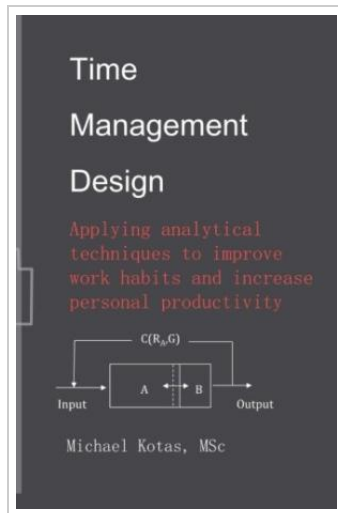 Time
Management
Design
Applying analytical
techniques to improve
work habits and increase
personal productivity
C(Rₐ,G)
A
B
Input
Output
Michael Kotas, MSc